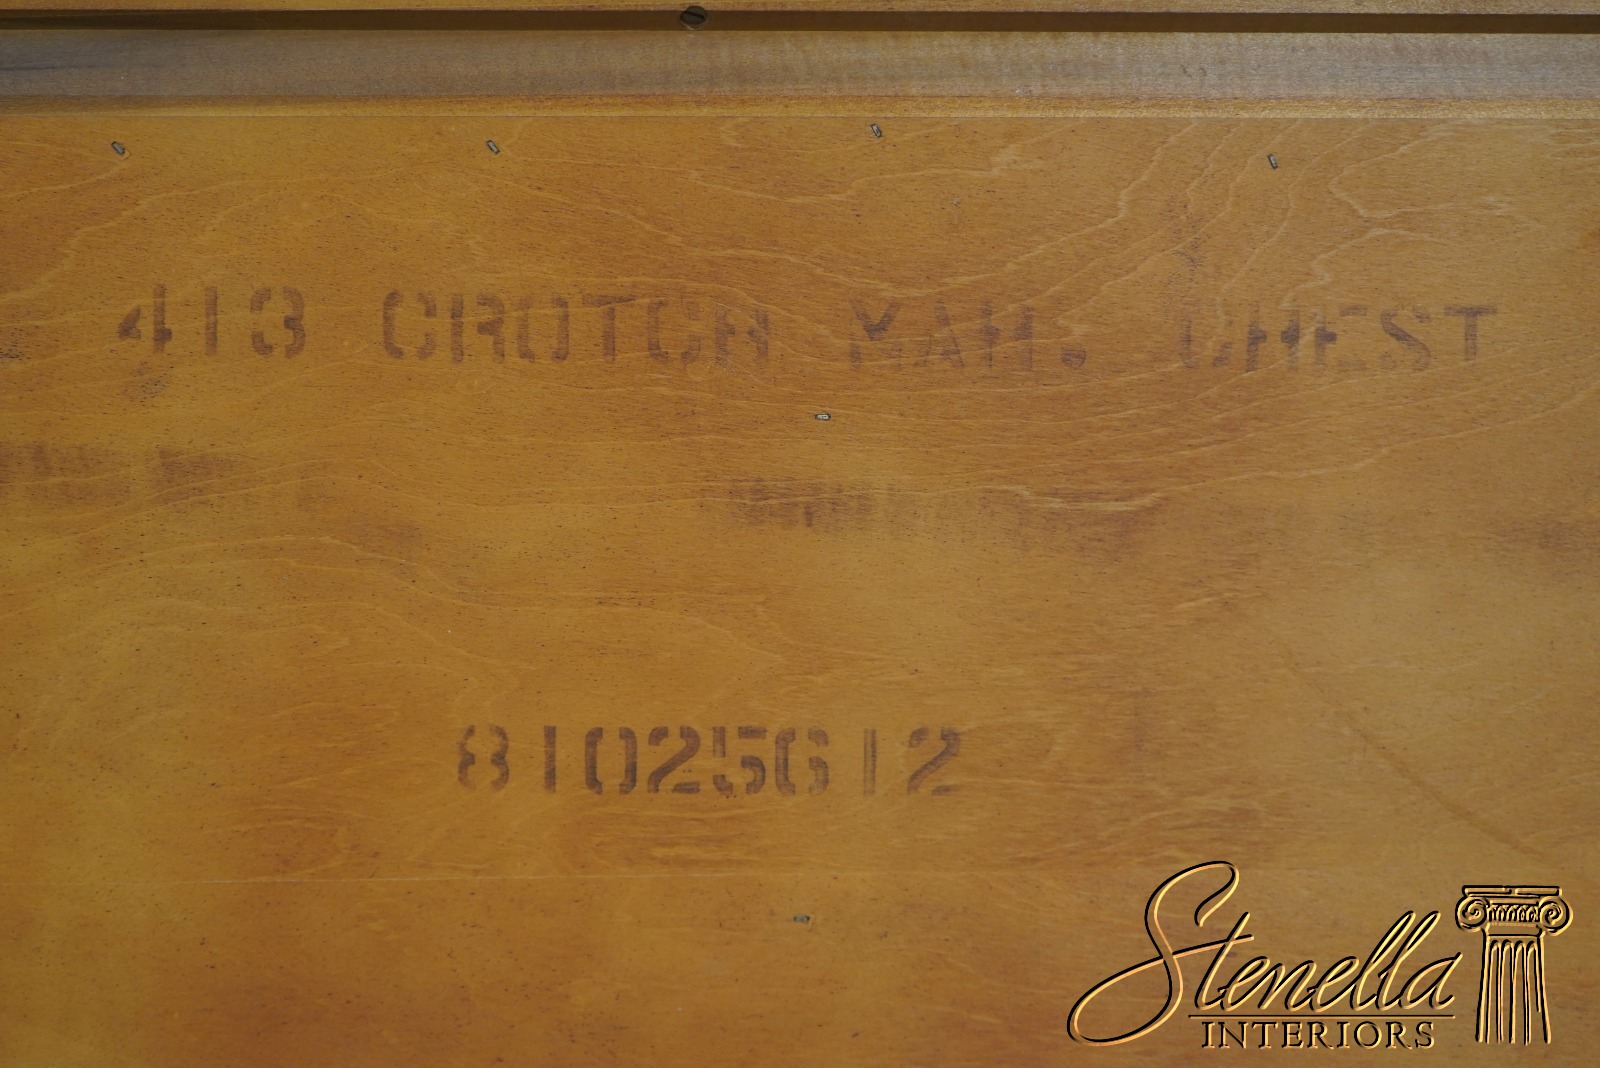 413 CROTCH MAH. CHEST
81025612
Stenella
INTERIORS